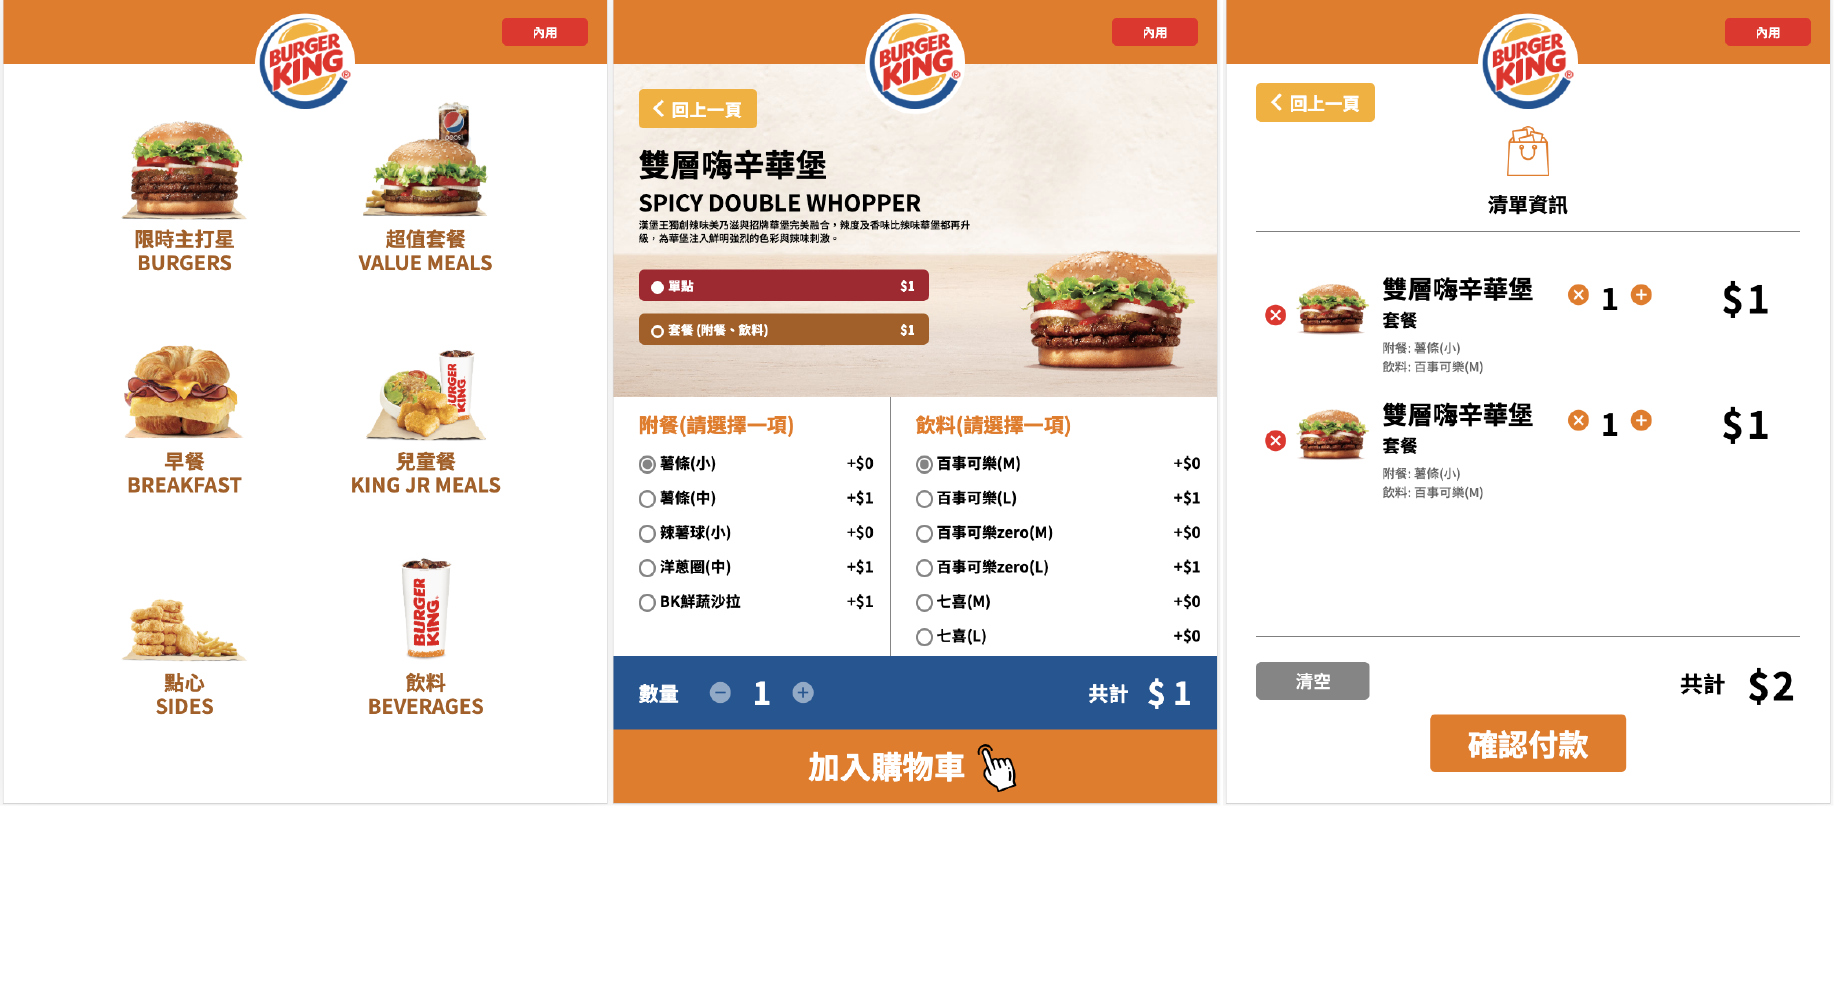 BURGER
KING
®
內用
限時主打星
BURGERS
超值套餐
VALUE MEALS
早餐
BREAKFAST
BURGER
KING
兒童餐
KING JR MEALS
點心
SIDES
BURGER
KING
飲料
BEVERAGES
BURGER
KING
®
內用
回上一頁
雙層嗨辛華堡
SPICY DOUBLE WHOPPER
漢堡王獨創辣味美乃滋與招牌華堡完美融合，辣度及香味比辣味華堡都再升
級，為華堡注入鮮明強烈的色彩與辣味刺激。
單點 $1
套餐 (附餐、飲料) $1
附餐(請選擇一項)
薯條(小) +$0
薯條(中) +$1
辣薯球(小) +$0
洋蔥圈(中) +$1
BK鮮蔬沙拉 +$1
飲料(請選擇一項)
百事可樂(M) +$0
百事可樂(L) +$1
百事可樂zero(M) +$0
百事可樂zero(L) +$1
七喜(M) +$0
七喜(L) +$0
數量 1 共計 $ 1
加入購物車
BURGER
KING
®
內用
回上一頁
清單資訊
雙層嗨辛華堡 1 $1
套餐
附餐: 薯條(小)
飲料: 百事可樂(M)
雙層嗨辛華堡 1 $1
套餐
附餐: 薯條(小)
飲料: 百事可樂(M)
清空 共計 $2
確認付款